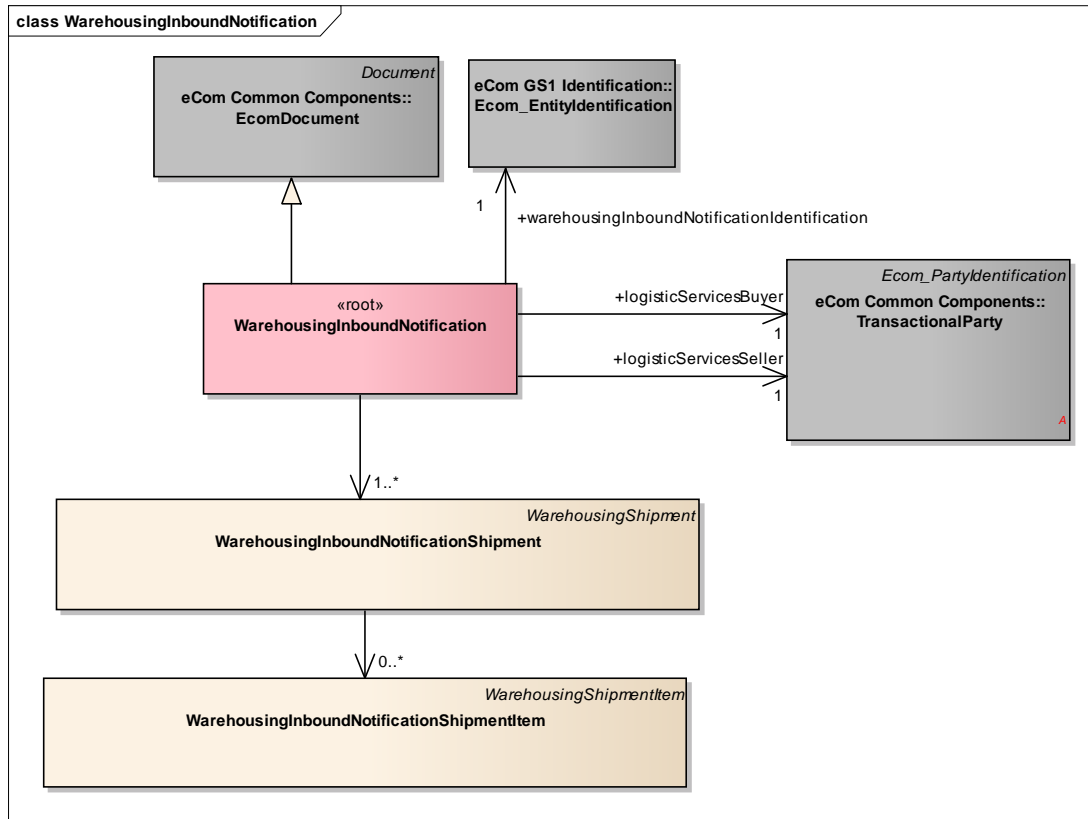 class WarehousingInboundNotification
Document
eCom Common Components::
EcomDocument
eCom GS1 Identification::
Ecom_EntityIdentification
1
+warehousingInboundNotificationIdentification
Ecom_PartyIdentification
eCom Common Components::
TransactionalParty
A
«root»
WarehousingInboundNotification
+logisticServicesBuyer
1
+logisticServicesSeller
1
1..*
WarehousingShipment
WarehousingInboundNotificationShipment
0..*
WarehousingShipmentItem
WarehousingInboundNotificationShipmentItem